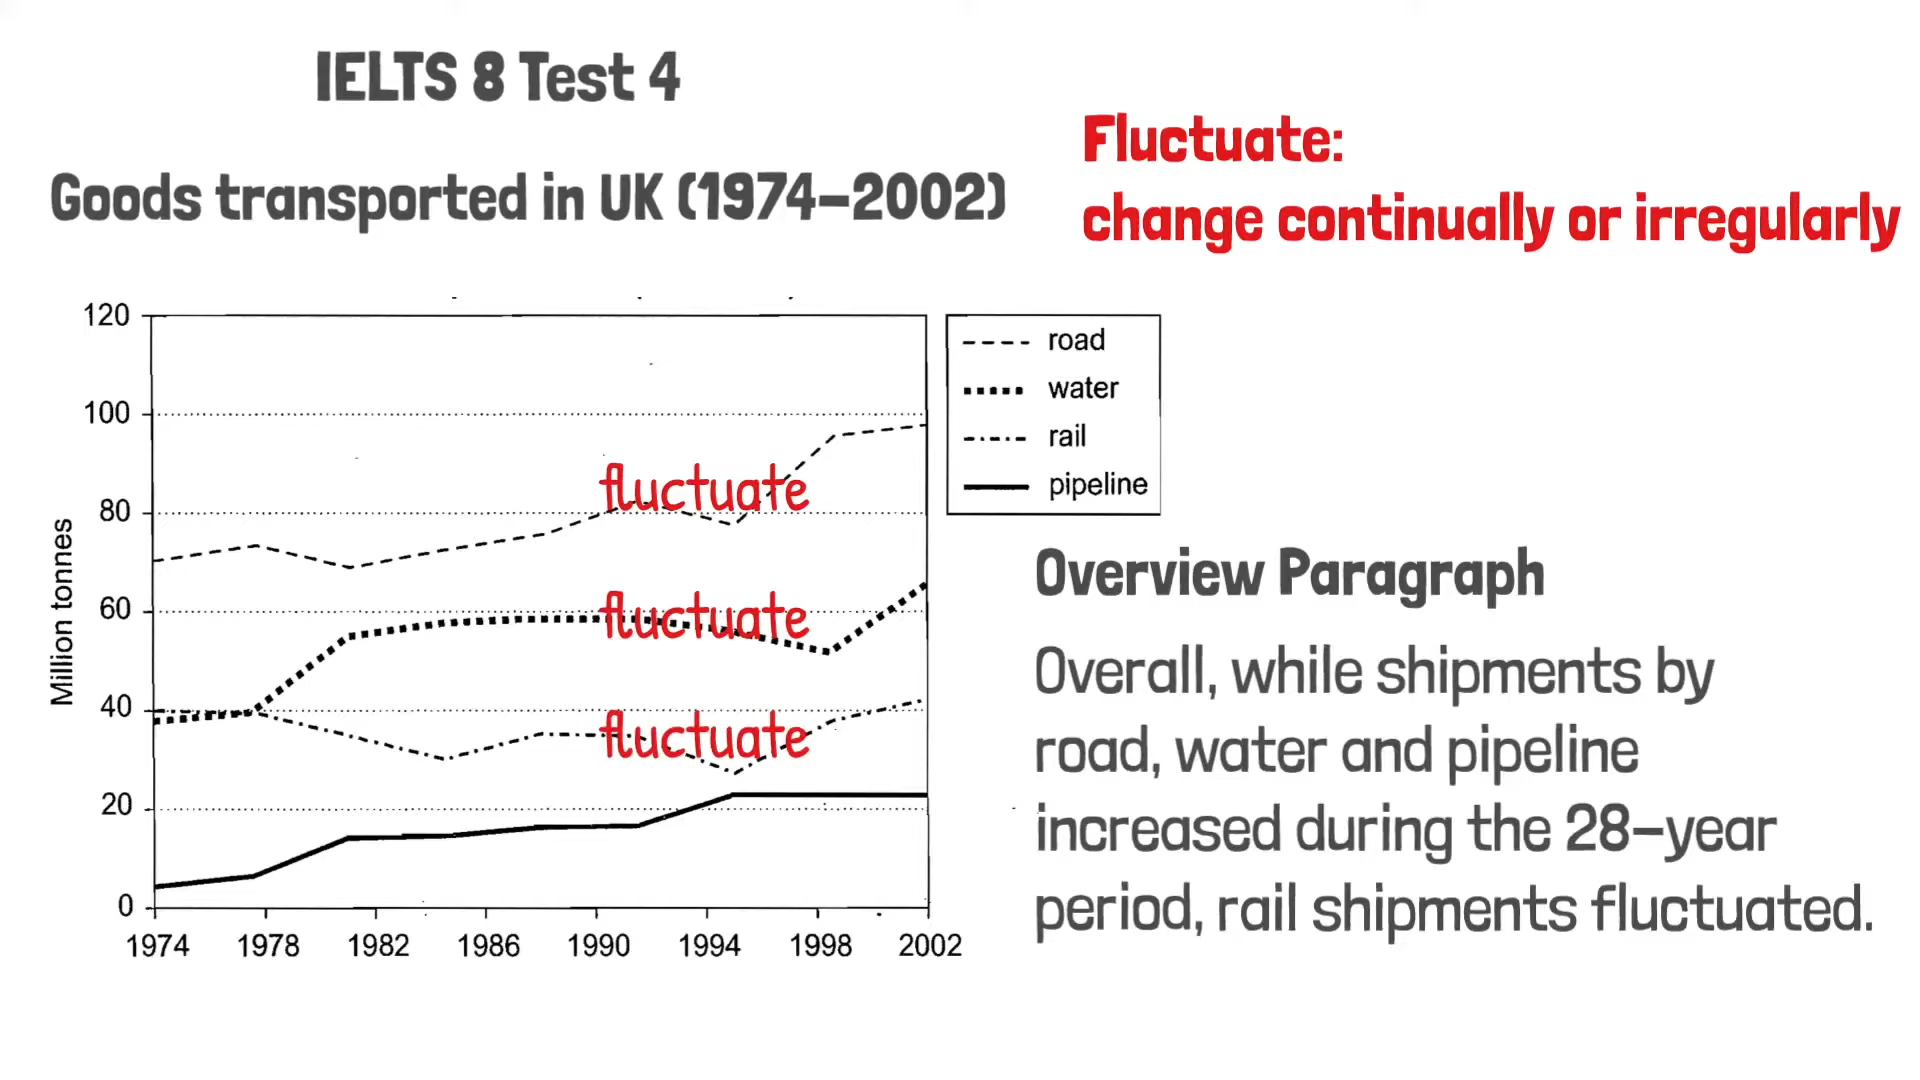 IELTS 8 Test 4
Goods transported in UK (1974–2002)
Fluctuate:
change continually or irregularly
120
100
80
60
40
20
0
Million tonnes
1974 1978 1982 1986 1990 1994 1998 2002
fluctuate
fluctuate
fluctuate
road
water
rail
pipeline
Overview Paragraph
Overall, while shipments by
road, water and pipeline
increased during the 28–year
period, rail shipments fluctuated.